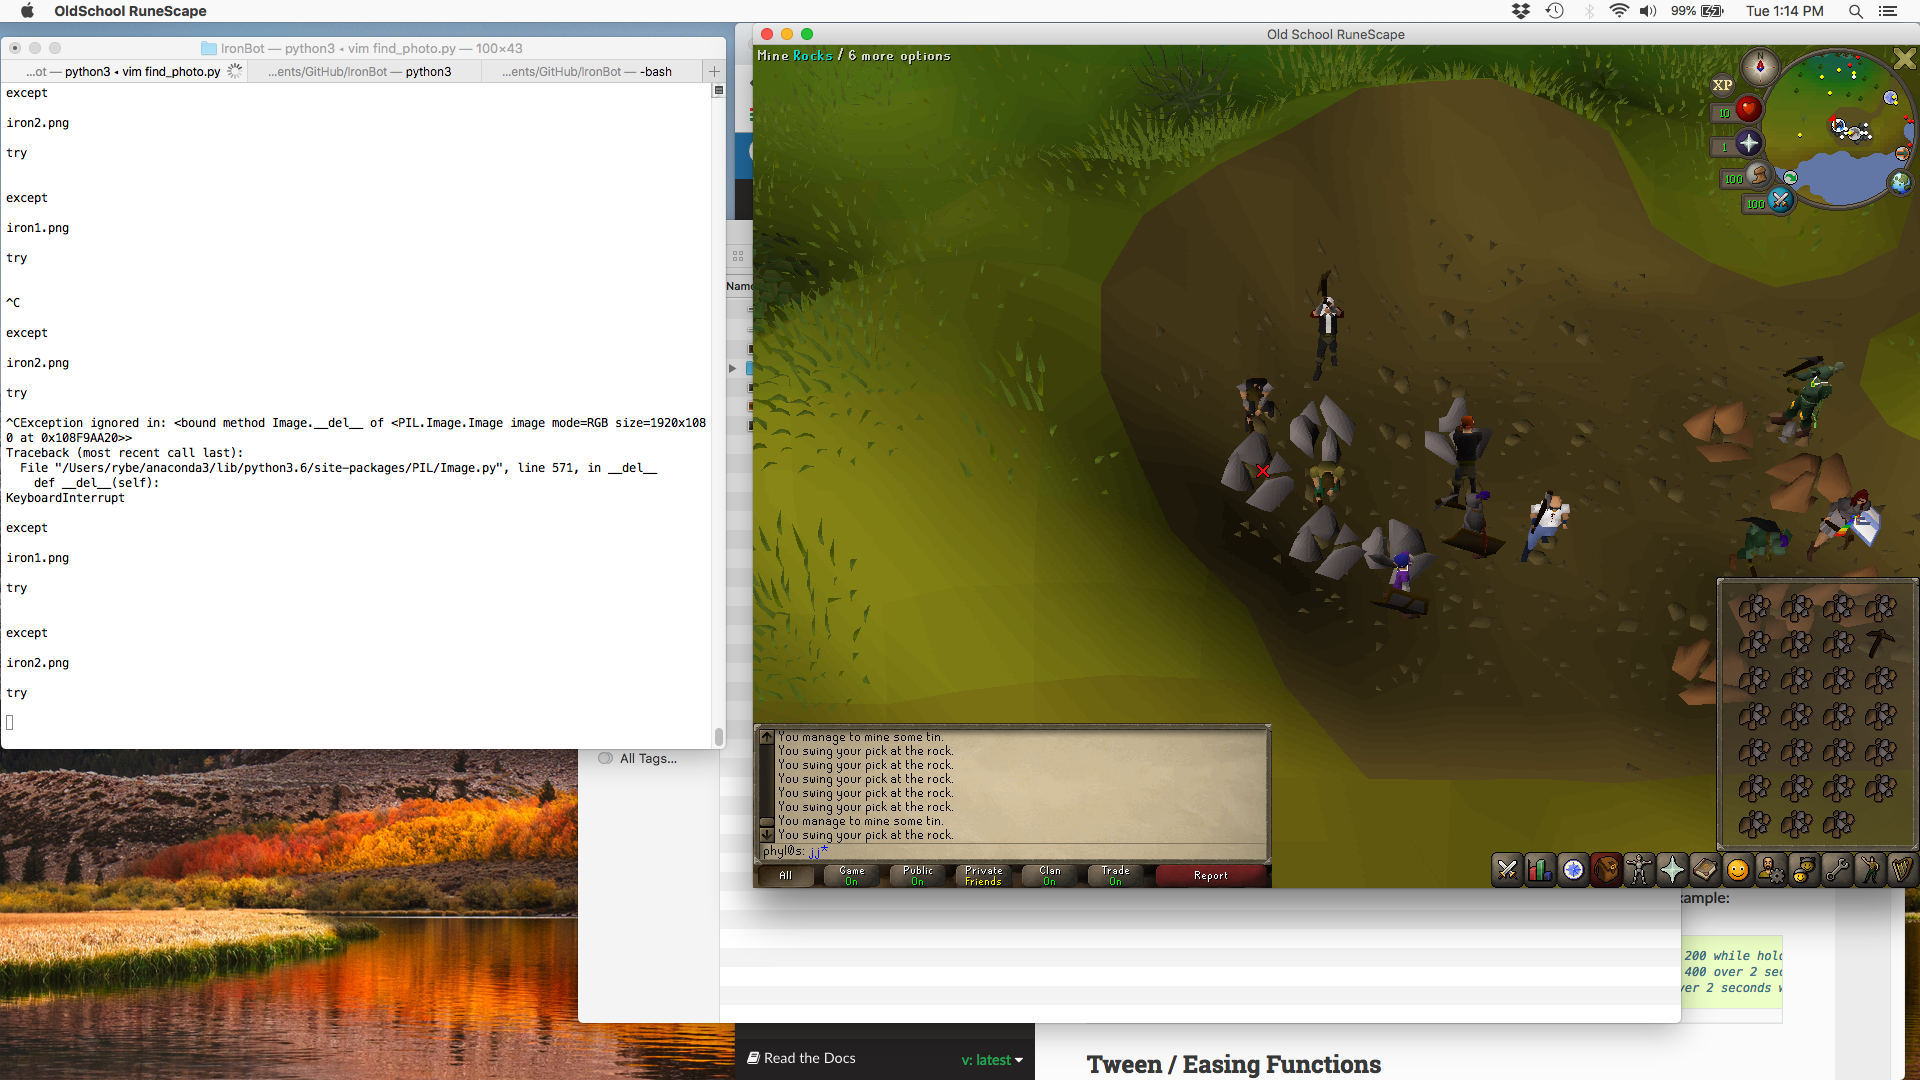 OldSchool RuneScape
99%
Tue 1:14 PM
IronBot — python3 ◂ vim find_photo.py — 100×43
...ot — python3 ◂ vim find_photo.py
...ents/GitHub/IronBot — python3
...ents/GitHub/IronBot — -bash
except
iron2.png
try
except
iron1.png
try
^C
except
iron2.png
try
^CException ignored in: <bound method Image.__del__ of <PIL.Image.Image image mode=RGB size=1920x108
0 at 0x108F9AA20>>
Traceback (most recent call last):
File "/Users/rybe/anaconda3/lib/python3.6/site-packages/PIL/Image.py", line 571, in __del__
def __del__(self):
KeyboardInterrupt
except
iron1.png
try
except
iron2.png
try
Name
All Tags...
Old School RuneScape
Mine Rocks / 6 more options
N
XP
10
1
100
100
You manage to mine some tin.
You swing your pick at the rock.
You swing your pick at the rock.
You swing your pick at the rock.
You swing your pick at the rock.
You swing your pick at the rock.
You manage to mine some tin.
You swing your pick at the rock.
phyl0s: jj*
All
Game
On
Public
On
Private
Friends
Clan
On
Trade
On
Report
xample:
200 while hold
400 over 2 sec
ver 2 seconds w
Read the Docs
v: latest
Tween / Easing Functions